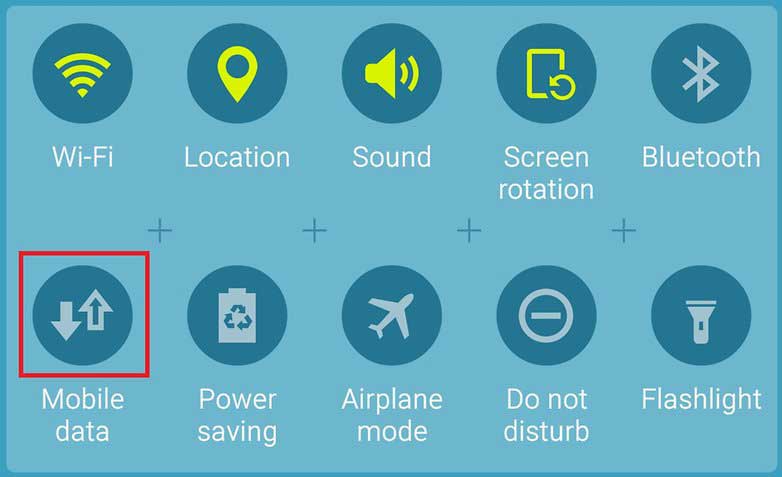 Wi-Fi
Location
Sound
Screen
rotation
Bluetooth
Mobile
data
Power
saving
Airplane
mode
Do not
disturb
Flashlight